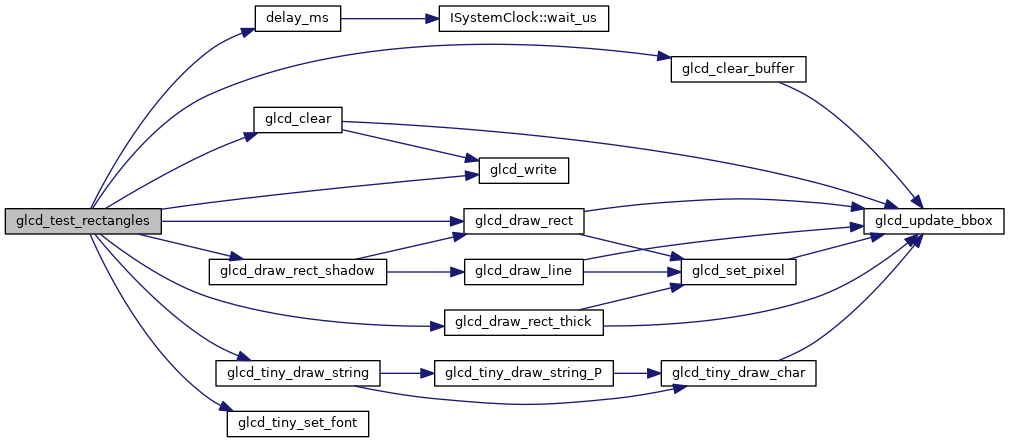 delay_ms
ISystemClock::wait_us
glcd_clear_buffer
glcd_clear
glcd_write
glcd_test_rectangles
glcd_draw_rect
glcd_update_bbox
glcd_draw_rect_shadow
glcd_draw_line
glcd_set_pixel
glcd_draw_rect_thick
glcd_tiny_draw_string
glcd_tiny_draw_string_P
glcd_tiny_draw_char
glcd_tiny_set_font